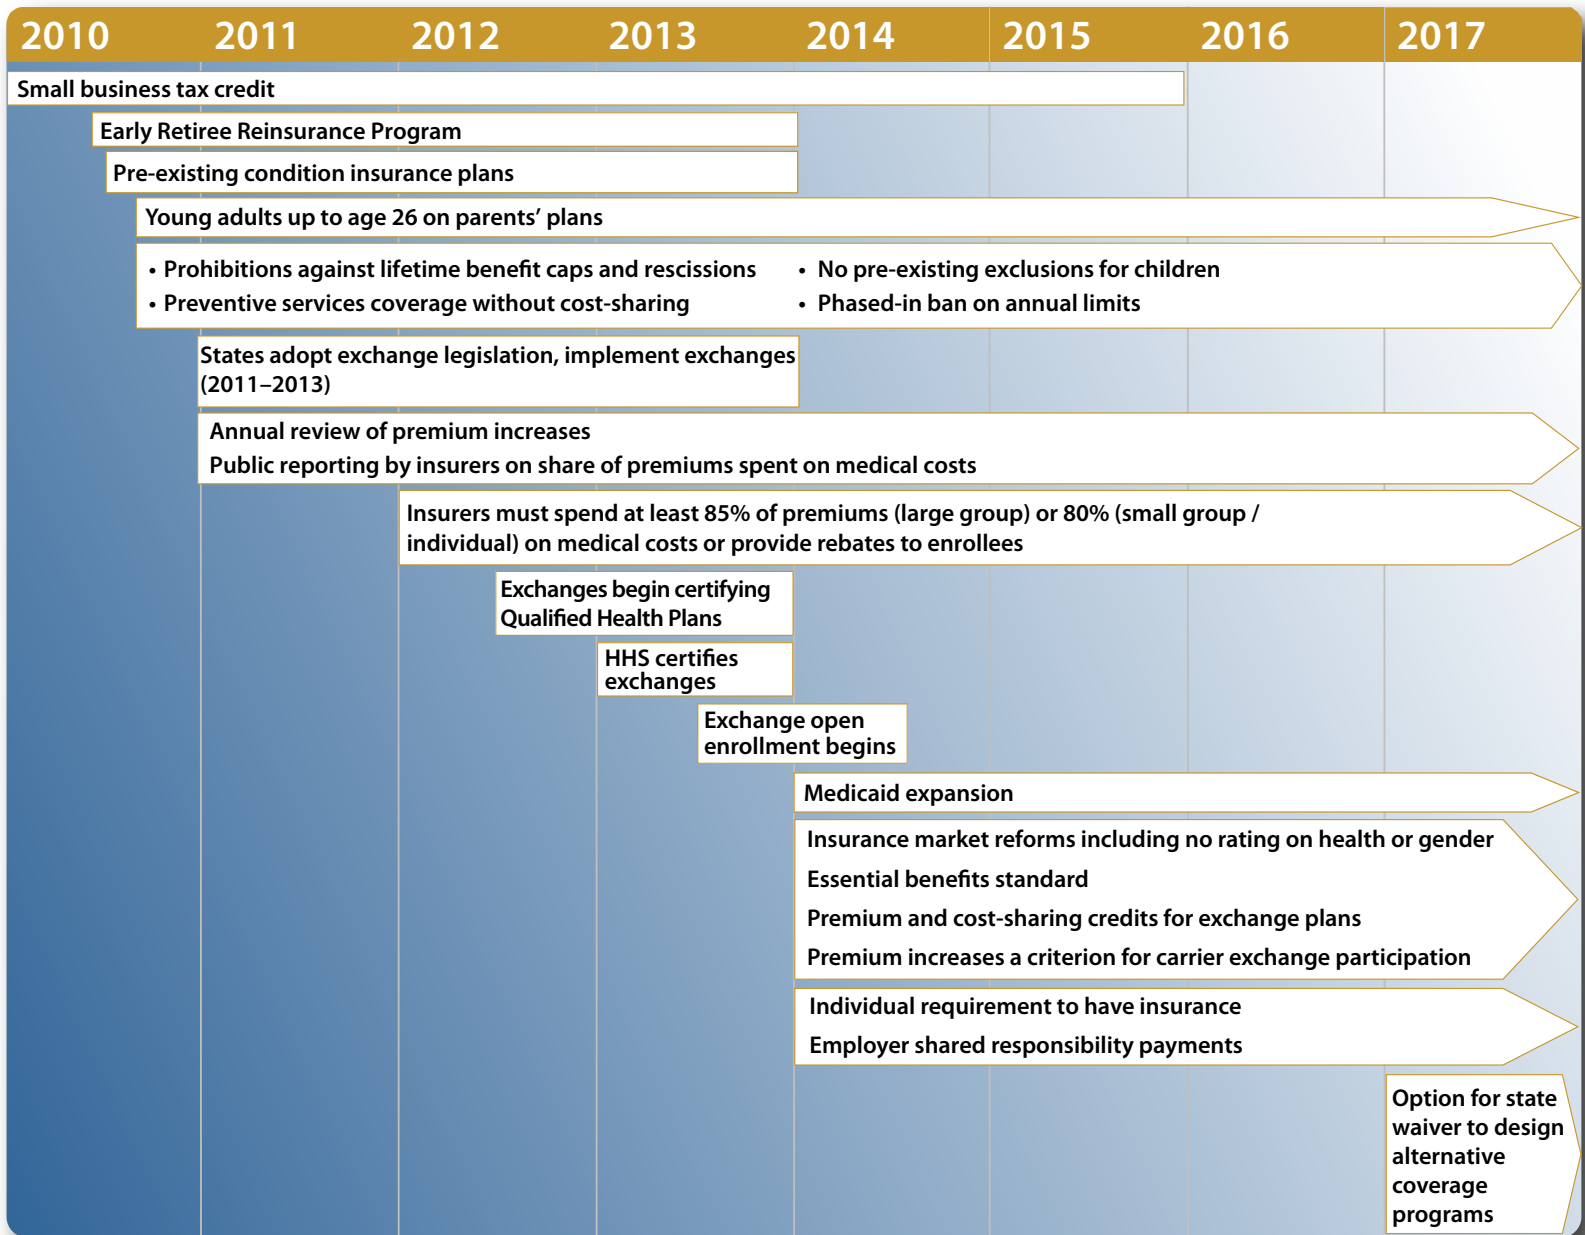 2010 2011 2012 2013 2014 2015 2016 2017
Small business tax credit
Early Retiree Reinsurance Program
Pre-existing condition insurance plans
Young adults up to age 26 on parents’ plans
• Prohibitions against lifetime benefit caps and rescissions • No pre-existing exclusions for children
• Preventive services coverage without cost-sharing • Phased-in ban on annual limits
States adopt exchange legislation, implement exchanges
(2011–2013)
Annual review of premium increases
Public reporting by insurers on share of premiums spent on medical costs
Insurers must spend at least 85% of premiums (large group) or 80% (small group /
individual) on medical costs or provide rebates to enrollees
Exchanges begin certifying
Qualified Health Plans
HHS certifies
exchanges
Exchange open
enrollment begins
Medicaid expansion
Insurance market reforms including no rating on health or gender
Essential benefits standard
Premium and cost-sharing credits for exchange plans
Premium increases a criterion for carrier exchange participation
Individual requirement to have insurance
Employer shared responsibility payments
Option for state
waiver to design
alternative
coverage
programs